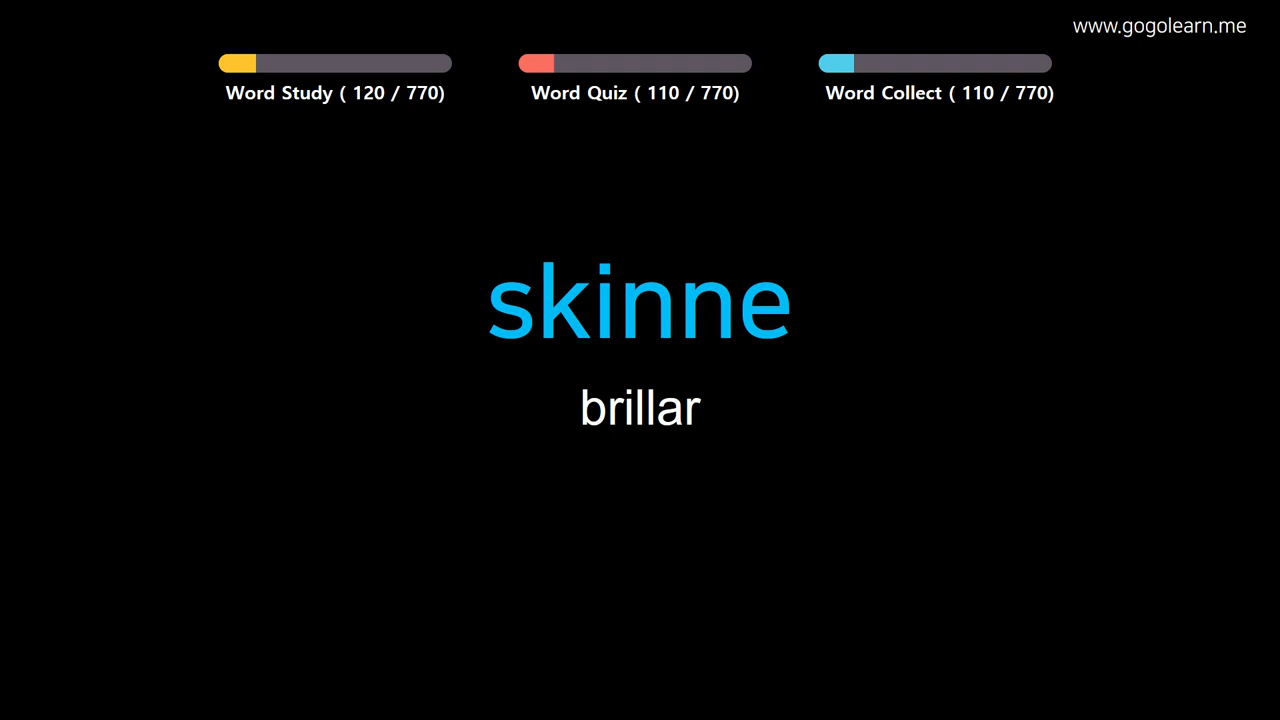 www.gogolearn.me
Word Study ( 120 / 770)
Word Quiz ( 110 / 770)
Word Collect ( 110 / 770)
skinne
brillar